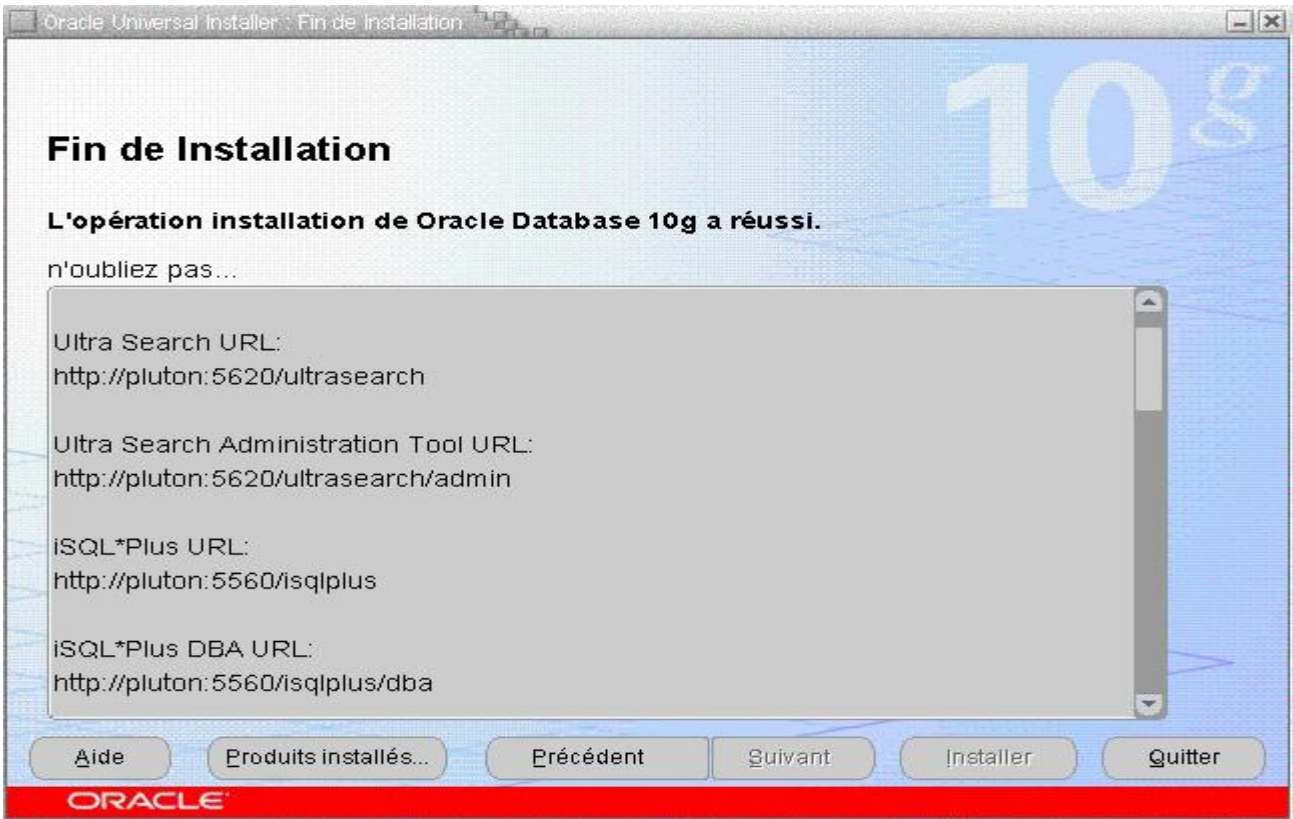 Oracle Universal Installer : Fin de Installation
10g
Fin de Installation
L'opération installation de Oracle Database 10g a réussi.
n'oubliez pas...
Ultra Search URL:
http://pluton:5620/ultrasearch
Ultra Search Administration Tool URL:
http://pluton:5620/ultrasearch/admin
iSQL*Plus URL:
http://pluton:5560/isqlplus
iSQL*Plus DBA URL:
http://pluton:5560/isqlplus/dba
Aide Produits installés... Précédent Suivant Installer Quitter
ORACLE